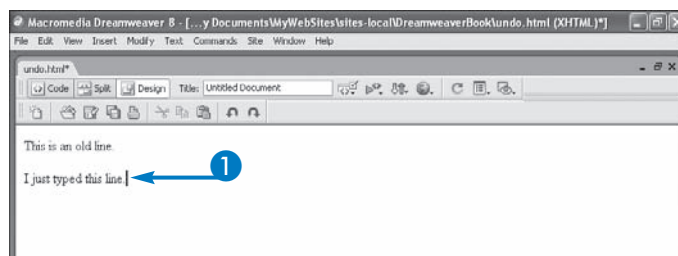 Macromedia Dreamweaver 8 - [...y Documents\MyWebSites\sites-local\DreamweaverBook\undo.html (XHTML)*]
File Edit View Insert Modify Text Commands Site Window Help
undo.html*
Code Split Design Title: Untitled Document
This is an old line.
I just typed this line.
1